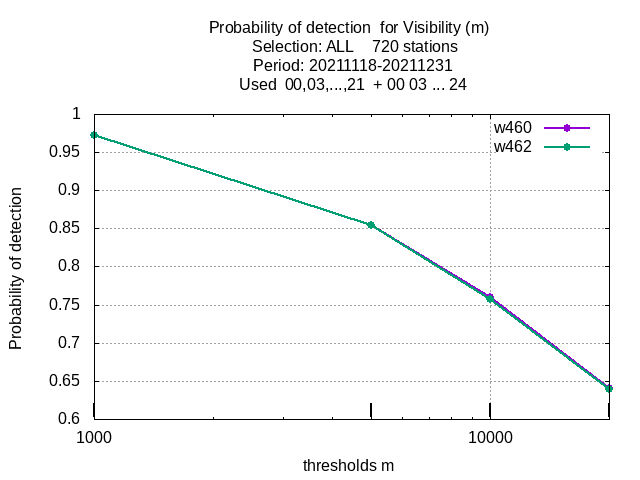 Probability of detection  for Visibility (m)
Selection: ALL    720 stations
Period: 20211118-20211231
Used  00,03,...,21  + 00 03 ... 24
w460
w462
1
0.95
0.9
0.85
0.8
0.75
0.7
0.65
0.6
Probability of detection
1000
10000
thresholds m